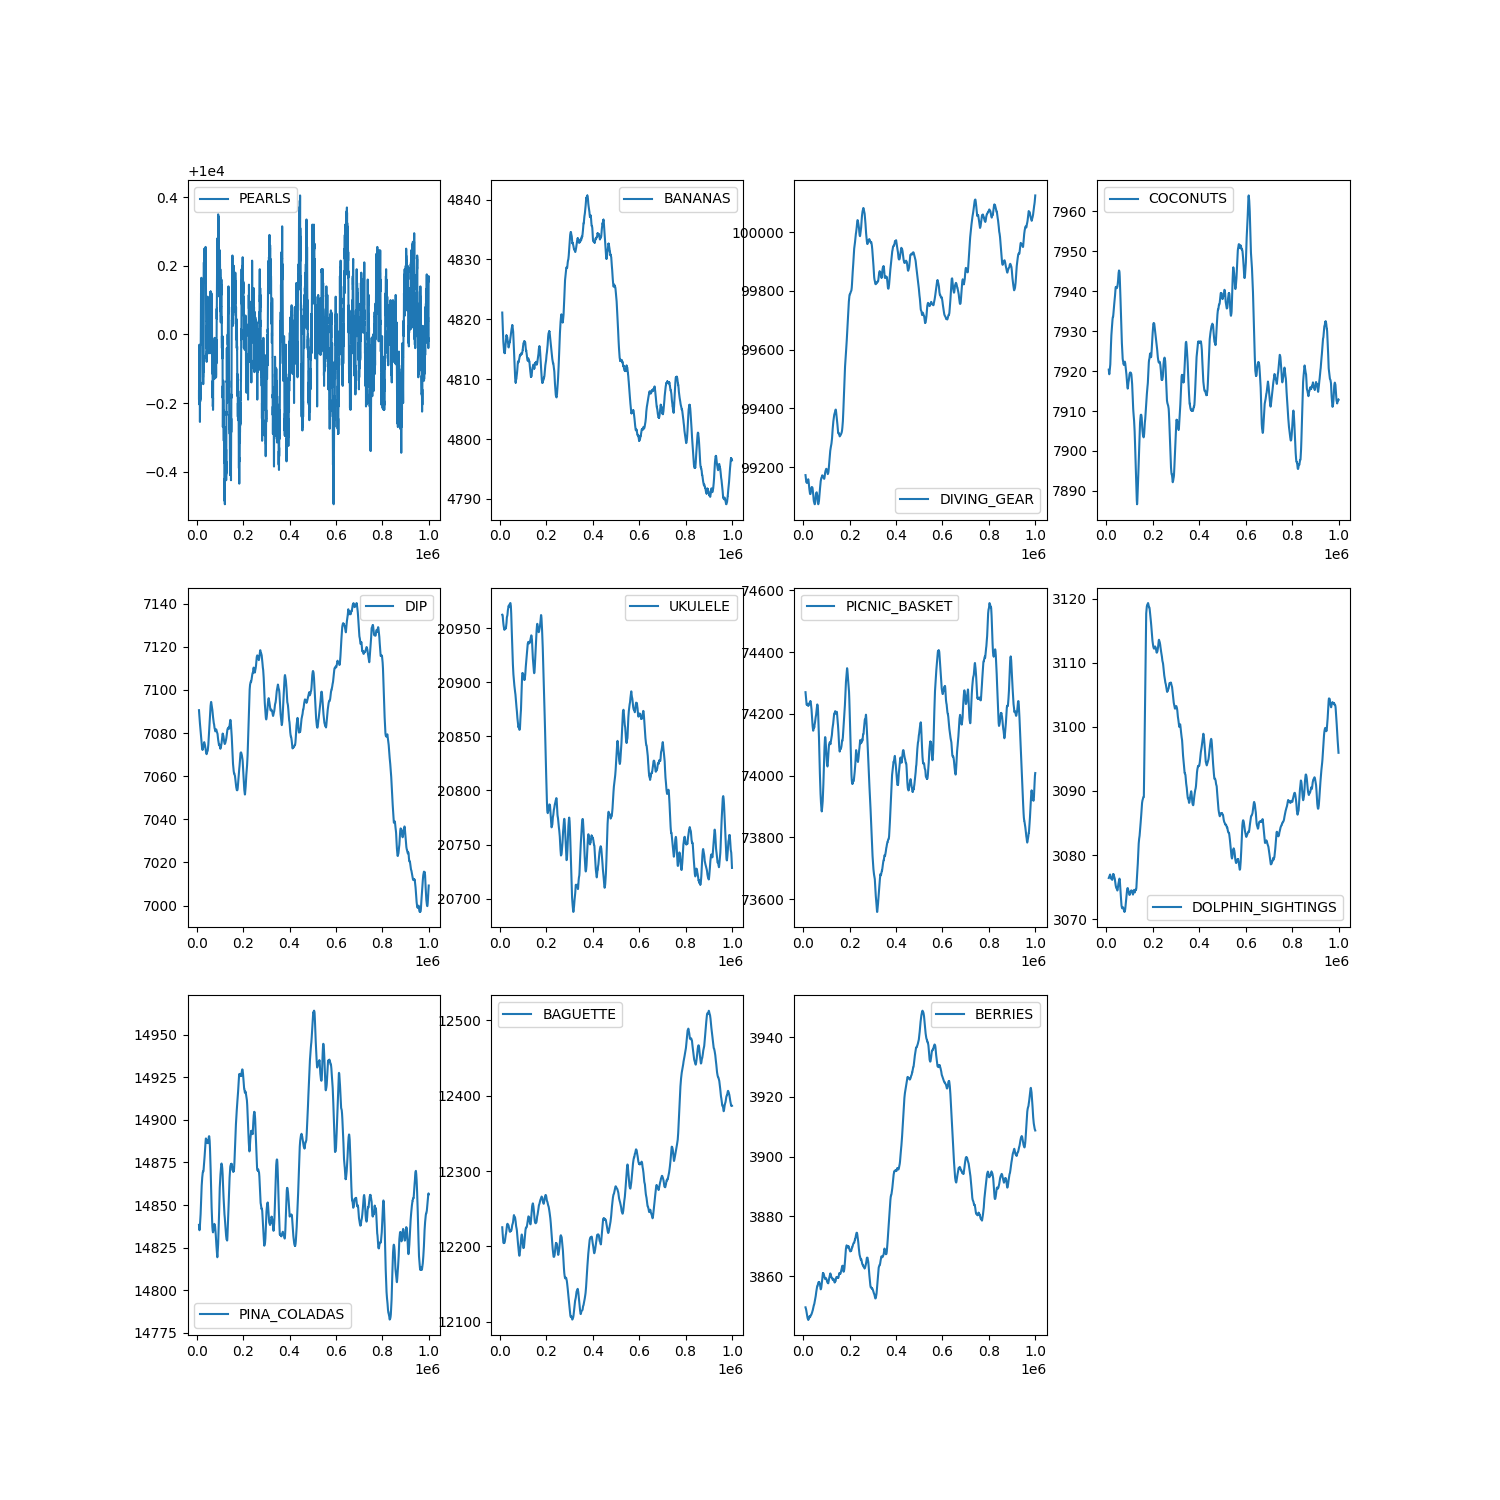 +1e4
PEARLS
0.4
0.2
0.0
−0.2
−0.4
0.0 0.2 0.4 0.6 0.8 1.0
1e6
BANANAS
4840
4830
4820
4810
4800
4790
0.0 0.2 0.4 0.6 0.8 1.0
1e6
100000
99800
99600
99400
99200
DIVING_GEAR
0.0 0.2 0.4 0.6 0.8 1.0
1e6
COCONUTS
7960
7950
7940
7930
7920
7910
7900
7890
0.0 0.2 0.4 0.6 0.8 1.0
1e6
DIP
7140
7120
7100
7080
7060
7040
7020
7000
0.0 0.2 0.4 0.6 0.8 1.0
1e6
UKULELE
20950
20900
20850
20800
20750
20700
0.0 0.2 0.4 0.6 0.8 1.0
1e6
74600
PICNIC_BASKET
74400
74200
74000
73800
73600
0.0 0.2 0.4 0.6 0.8 1.0
1e6
3120
3110
3100
3090
3080
3070
DOLPHIN_SIGHTINGS
0.0 0.2 0.4 0.6 0.8 1.0
1e6
14950
14925
14900
14875
14850
14825
14800
14775
PINA_COLADAS
0.0 0.2 0.4 0.6 0.8 1.0
1e6
BAGUETTE
12500
12400
12300
12200
12100
0.0 0.2 0.4 0.6 0.8 1.0
1e6
BERRIES
3940
3920
3900
3880
3860
0.0 0.2 0.4 0.6 0.8 1.0
1e6